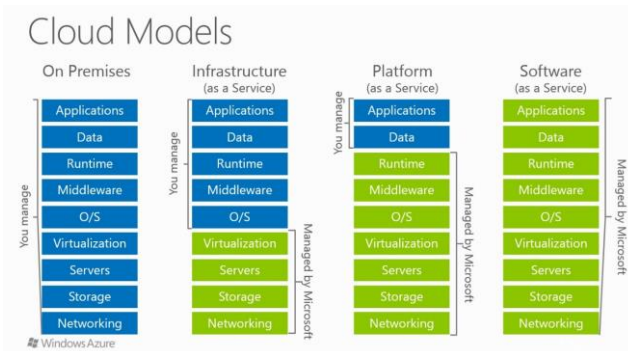 Cloud Models
On Premises
You manage
Applications
Data
Runtime
Middleware
O/S
Virtualization
Servers
Storage
Networking
Infrastructure
(as a Service)
You manage
Applications
Data
Runtime
Middleware
O/S
Virtualization
Servers
Storage
Networking
Managed by Microsoft
Platform
(as a Service)
You manage
Applications
Data
Runtime
Middleware
O/S
Virtualization
Servers
Storage
Networking
Managed by Microsoft
Software
(as a Service)
Applications
Data
Runtime
Middleware
O/S
Virtualization
Servers
Storage
Networking
Managed by Microsoft
Windows Azure